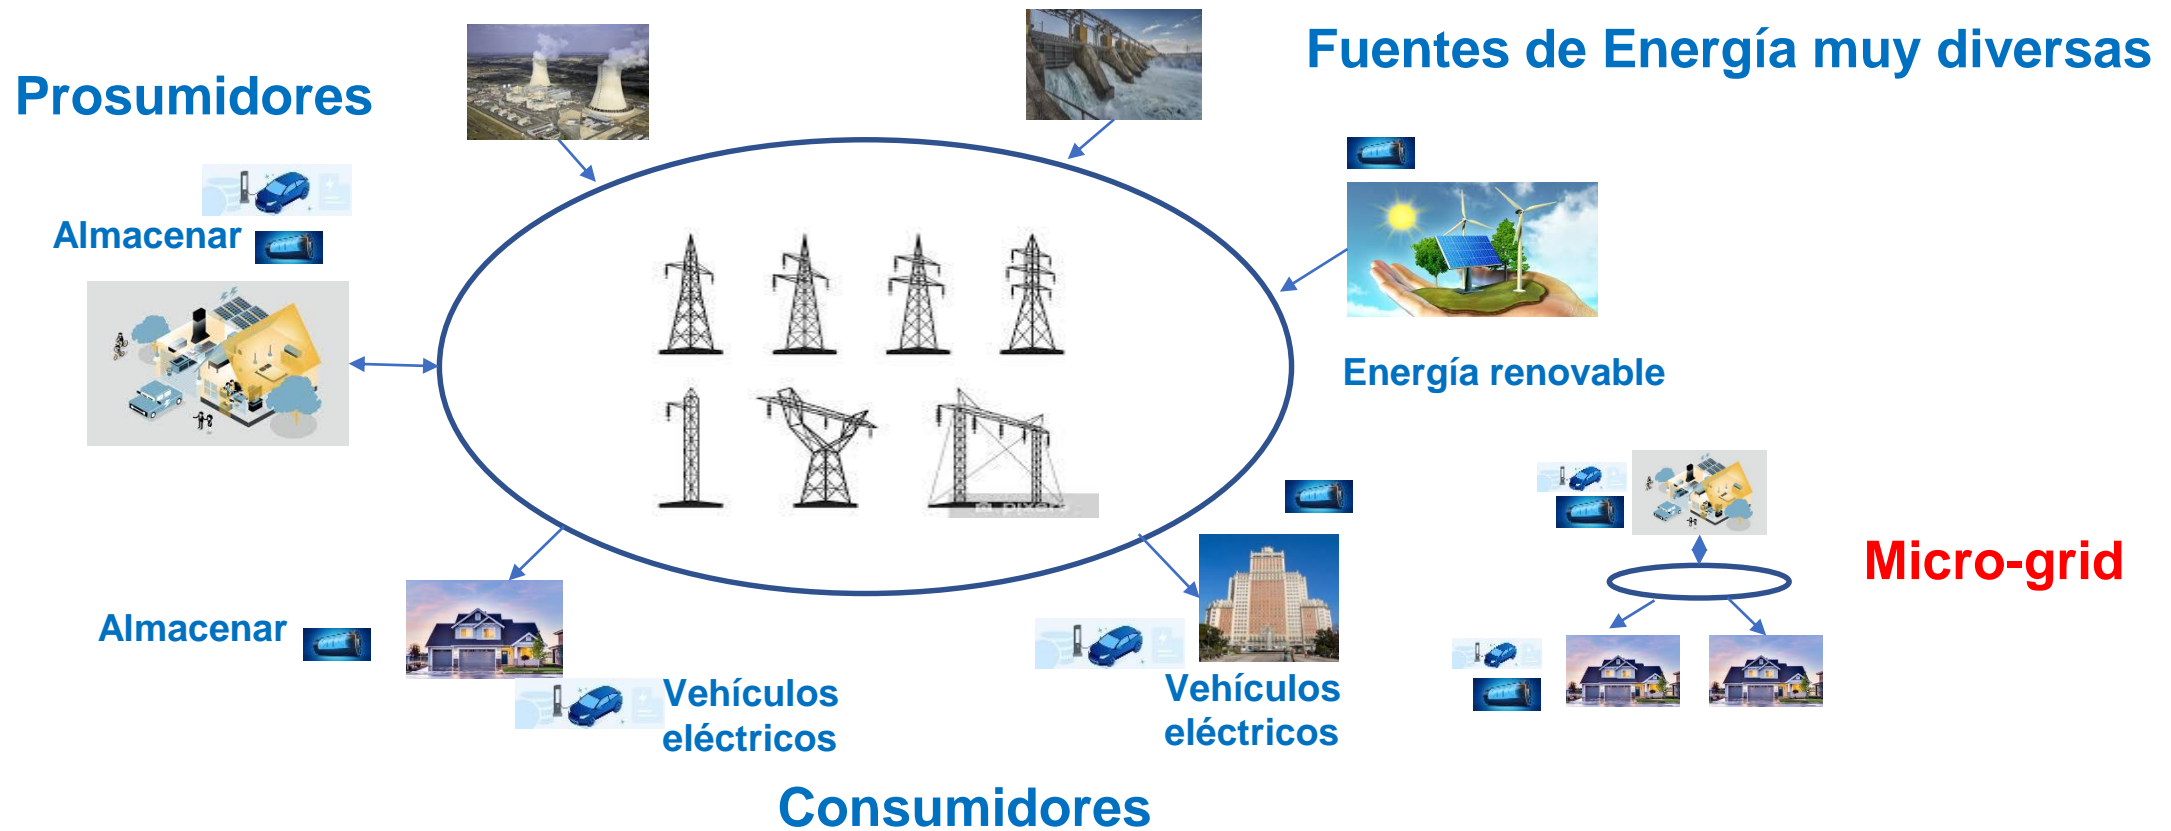 Fuentes de Energía muy diversas
Prosumidores
Almacenar
Energía renovable
Micro-grid
Almacenar
Vehículos
eléctricos
Vehículos
eléctricos
Consumidores